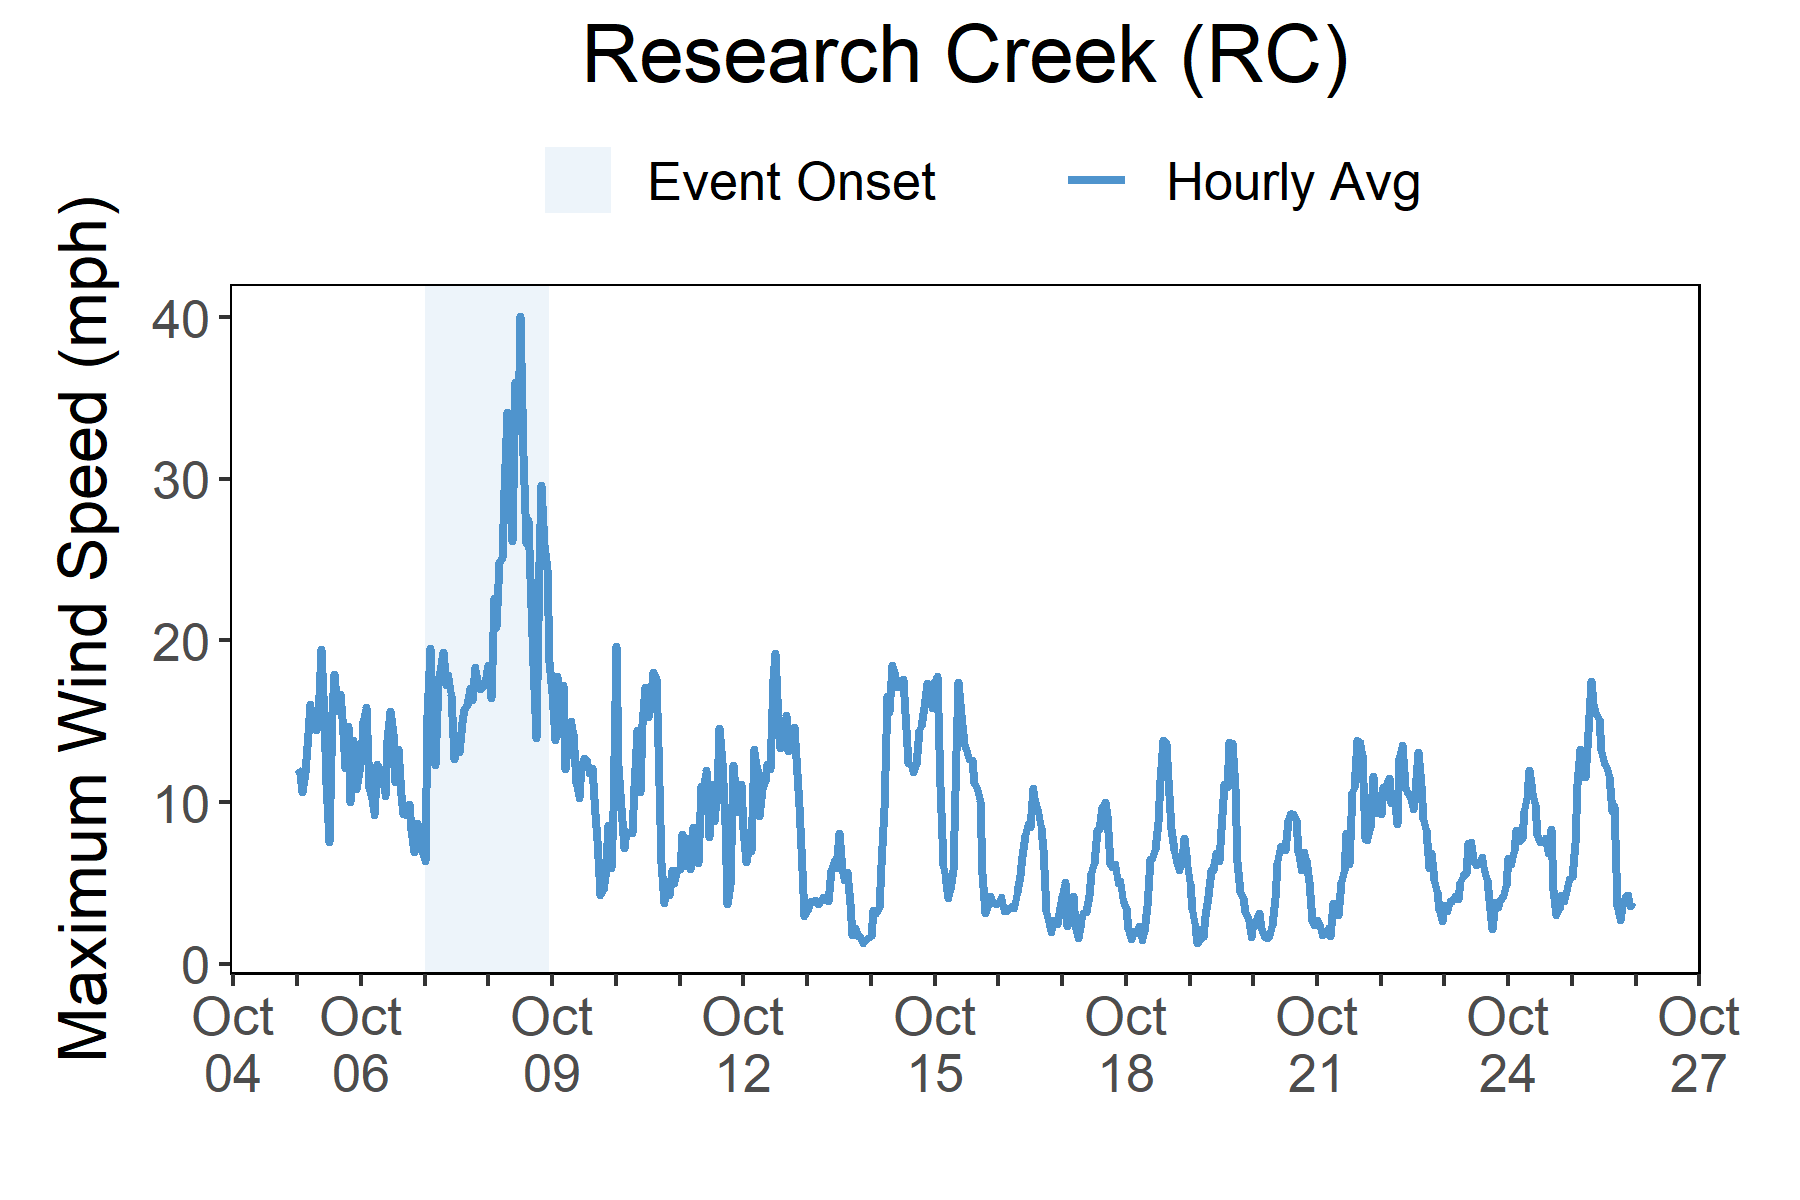 Research Creek (RC)
Event Onset
Hourly Avg
Maximum Wind Speed (mph)
40
30
20
10
0
Oct Oct Oct Oct Oct Oct Oct Oct Oct
04 06 09 12 15 18 21 24 27